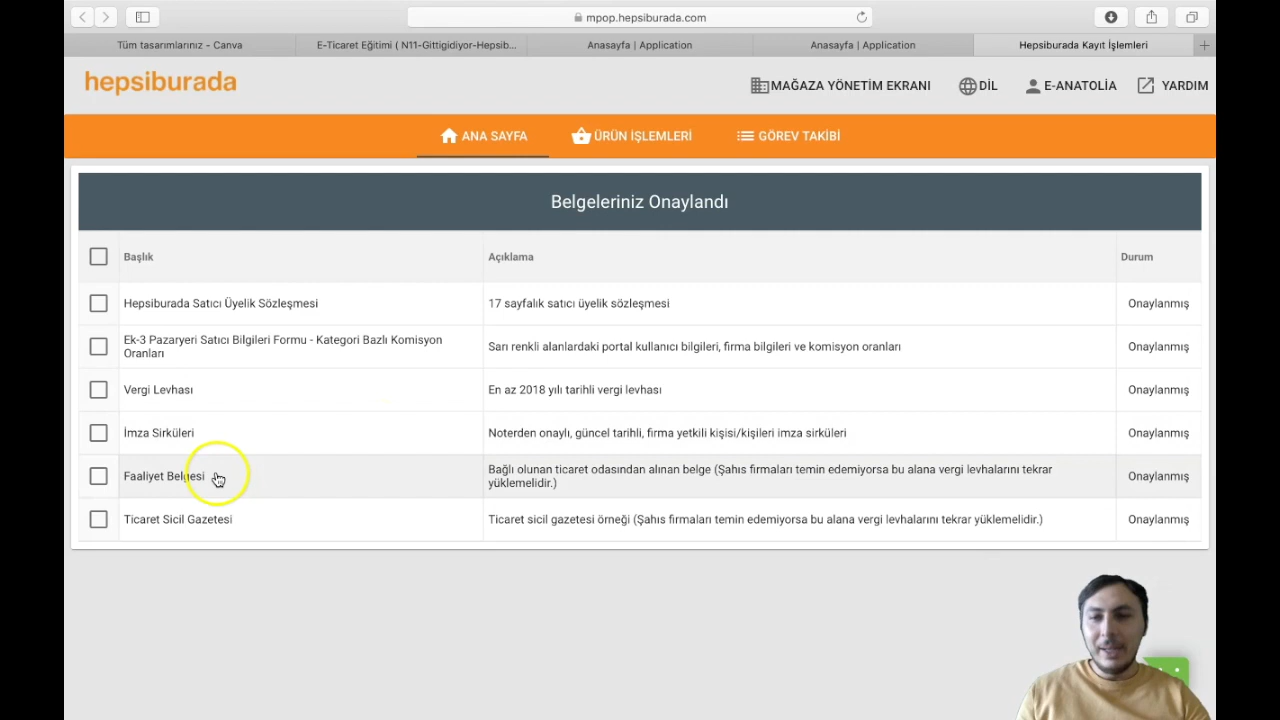 mpop.hepsiburada.com
Tüm tasarımlarınız - Canva
E-Ticaret Eğitimi ( N11-Gittigidiyor-Hepsib...
Anasayfa | Application
Anasayfa | Application
Hepsiburada Kayıt İşlemleri
hepsiburada
MAĞAZA YÖNETİM EKRANI
DİL
E-ANATOLİA
YARDIM
ANA SAYFA
ÜRÜN İŞLEMLERİ
GÖREV TAKİBİ
Belgeleriniz Onaylandı
Başlık
Açıklama
Durum
Hepsiburada Satıcı Üyelik Sözleşmesi
17 sayfalık satıcı üyelik sözleşmesi
Onaylanmış
Ek-3 Pazaryeri Satıcı Bilgileri Formu - Kategori Bazlı Komisyon
Oranları
Sarı renkli alanlardaki portal kullanıcı bilgileri, firma bilgileri ve komisyon oranları
Onaylanmış
Vergi Levhası
En az 2018 yılı tarihli vergi levhası
Onaylanmış
İmza Sirküleri
Noterden onaylı, güncel tarihli, firma yetkili kişisi/kişileri imza sirküleri
Onaylanmış
Faaliyet Belgesi
Bağlı olunan ticaret odasından alınan belge (Şahıs firmaları temin edemiyorsa bu alana vergi levhalarını tekrar
yüklemelidir.)
Onaylanmış
Ticaret Sicil Gazetesi
Ticaret sicil gazetesi örneği (Şahıs firmaları temin edemiyorsa bu alana vergi levhalarını tekrar yüklemelidir.)
Onaylanmış